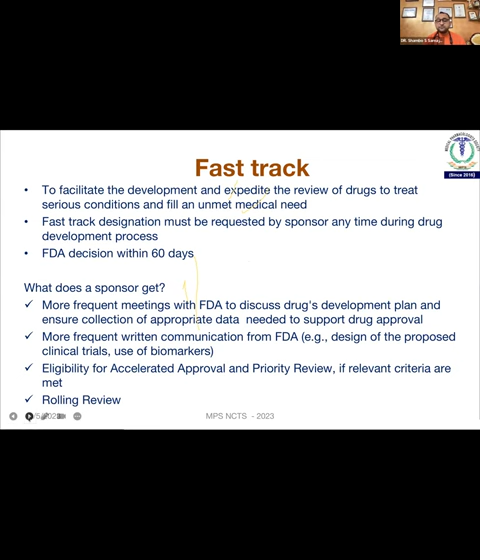 Fast track
• To facilitate the development and expedite the review of drugs to treat
serious conditions and fill an unmet medical need
• Fast track designation must be requested by sponsor any time during drug
development process
• FDA decision within 60 days
What does a sponsor get?
✓ More frequent meetings with FDA to discuss drug's development plan and
ensure collection of appropriate data needed to support drug approval
✓ More frequent written communication from FDA (e.g., design of the proposed
clinical trials, use of biomarkers)
✓ Eligibility for Accelerated Approval and Priority Review, if relevant criteria are
met
✓ Rolling Review
MPS NCTS - 2023
(Since 2016)